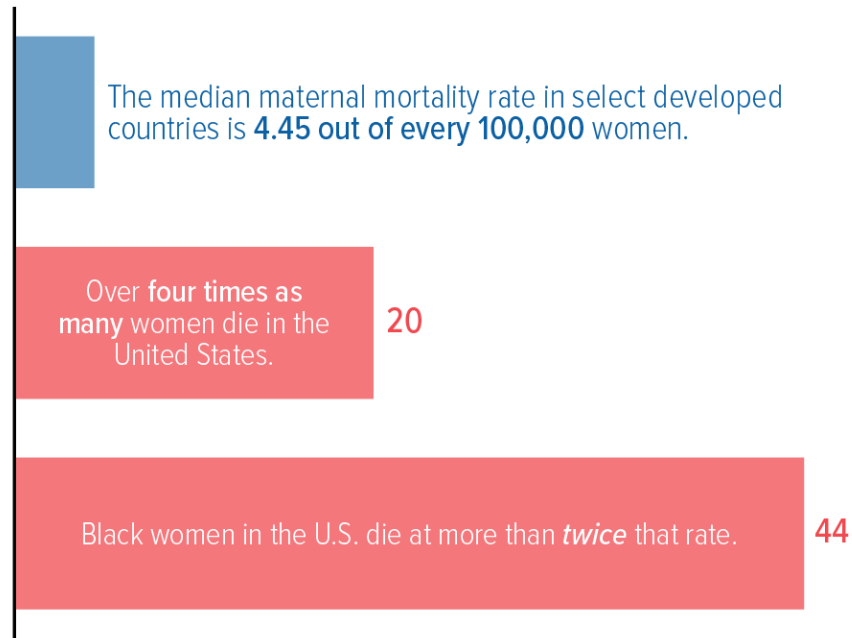 The median maternal mortality rate in select developed
countries is 4.45 out of every 100,000 women.
Over four times as
many women die in the
United States.
20
Black women in the U.S. die at more than twice that rate.
44